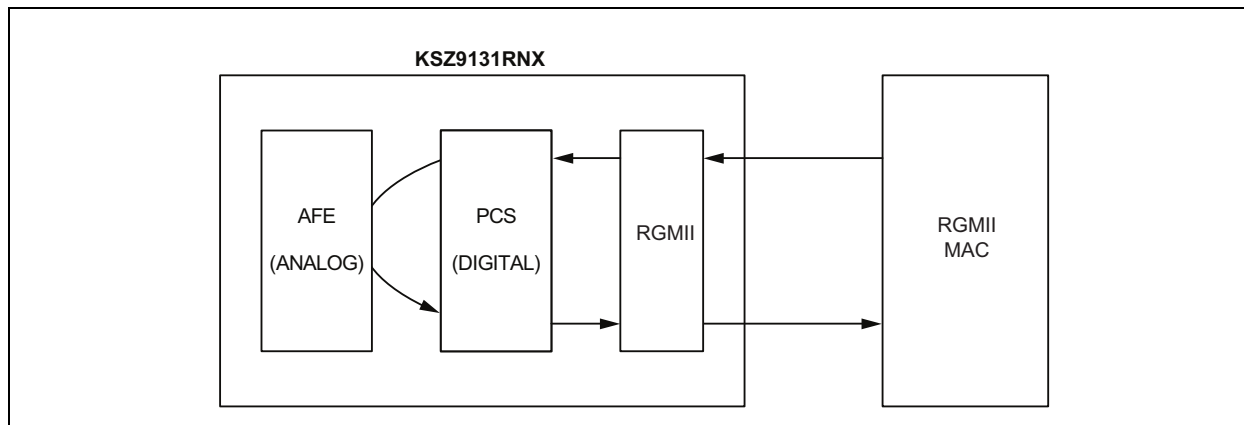 KSZ9131RNX
AFE
(ANALOG)
PCS
(DIGITAL)
RGMII
RGMII
MAC